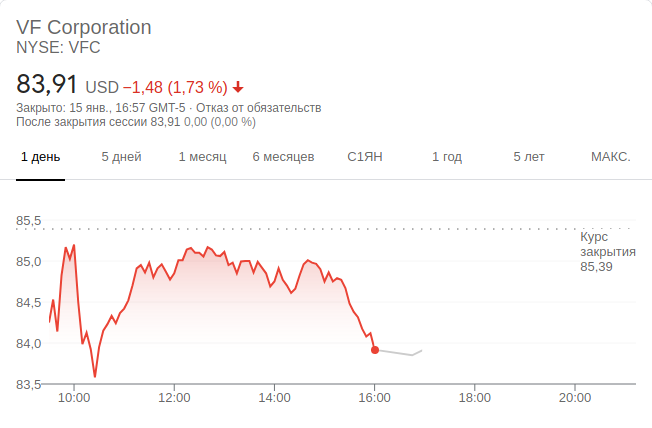 VF Corporation
NYSE: VFC
83,91 USD −1,48 (1,73 %)
Закрыто: 15 янв., 16:57 GMT-5 · Отказ от обязательств
После закрытия сессии 83,91 0,00 (0,00 %)
1 день 5 дней 1 месяц 6 месяцев С1ЯН 1 год 5 лет МАКС.
85,5
Курс
закрытия
85,39
85,0
84,5
84,0
83,5
10:00 12:00 14:00 16:00 18:00 20:00